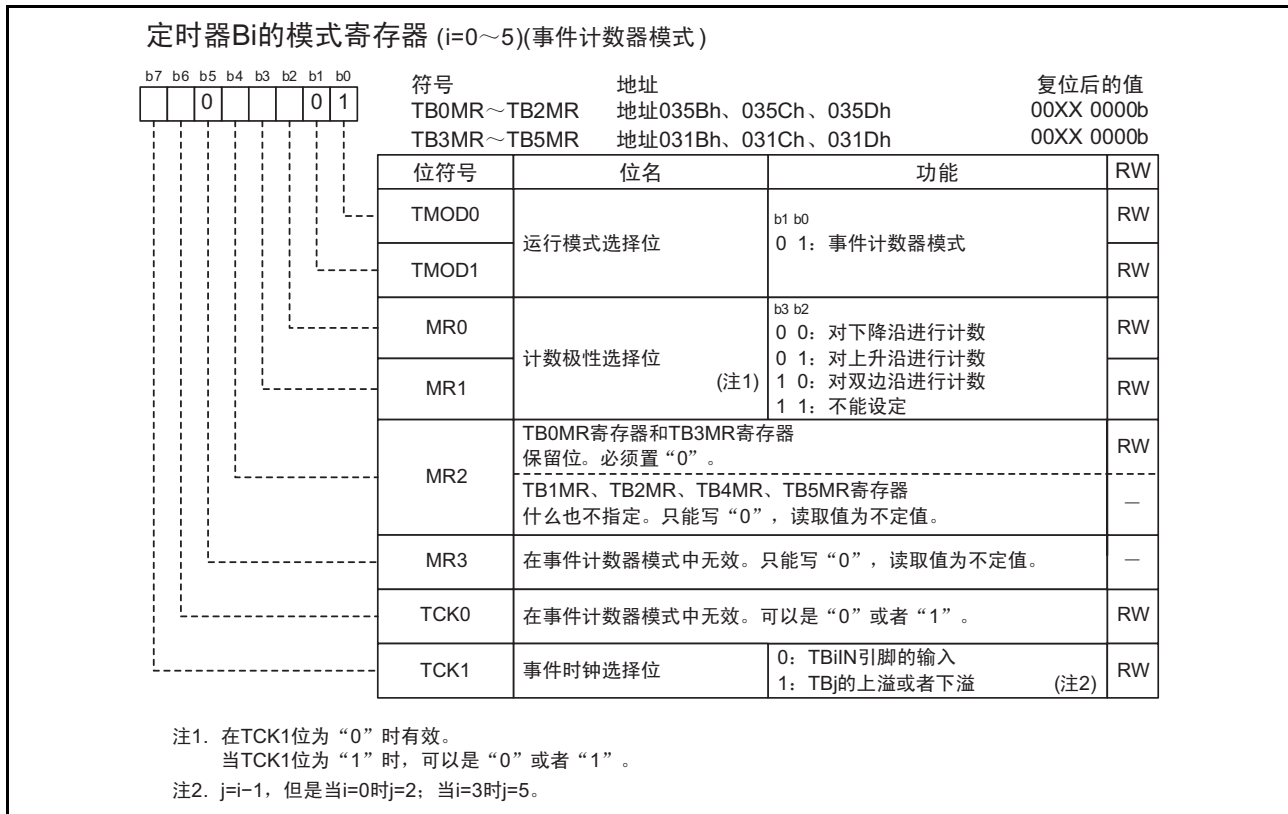 定时器Bi的模式寄存器 (i=0～5)(事件计数器模式)
b7 b6 b5 b4 b3 b2 b1 b0
0 0 1
符号 地址 复位后的值
TB0MR～TB2MR 地址035Bh、035Ch、035Dh 00XX 0000b
TB3MR～TB5MR 地址031Bh、031Ch、031Dh 00XX 0000b
位符号 位名 功能 RW
TMOD0 RW
运行模式选择位
b1 b0
0 1：事件计数器模式
TMOD1 RW
MR0 RW
计数极性选择位
(注1)
b3 b2
0 0：对下降沿进行计数
0 1：对上升沿进行计数
1 0：对双边沿进行计数
1 1：不能设定
MR1 RW
MR2
TB0MR寄存器和TB3MR寄存器
保留位。必须置“0”。
RW
TB1MR、TB2MR、TB4MR、TB5MR寄存器
什么也不指定。只能写“0”，读取值为不定值。
—
MR3 在事件计数器模式中无效。只能写“0”，读取值为不定值。 —
TCK0 在事件计数器模式中无效。可以是“0”或者“1”。 RW
TCK1 事件时钟选择位
0：TBiIN引脚的输入
1：TBj的上溢或者下溢 (注2)
RW
注1. 在TCK1位为“0”时有效。
当TCK1位为“1”时，可以是“0”或者“1”。
注2. j=i−1，但是当i=0时j=2；当i=3时j=5。